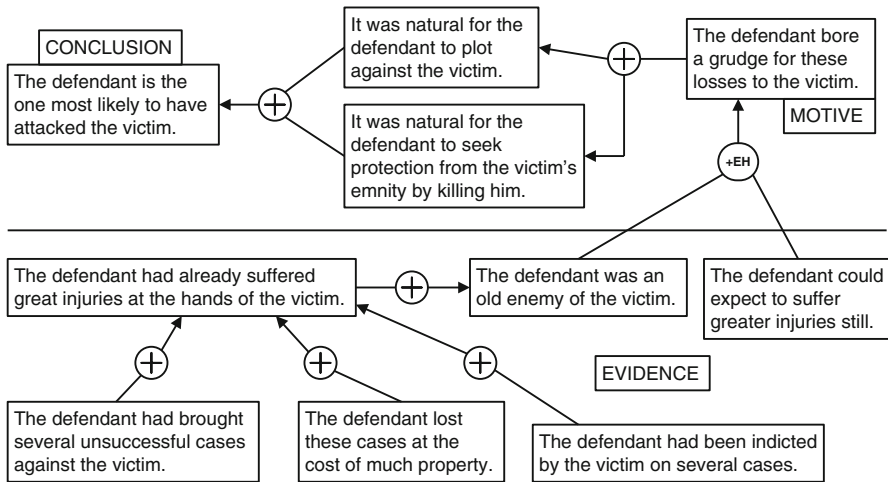 CONCLUSION
The defendant is the
one most likely to have
attacked the victim.
It was natural for the
defendant to plot
against the victim.
It was natural for the
defendant to seek
protection from the victim's
emnity by killing him.
The defendant bore
a grudge for these
losses to the victim.
MOTIVE
+EH
The defendant had already suffered
great injuries at the hands of the victim.
The defendant was an
old enemy of the victim.
The defendant could
expect to suffer
greater injuries still.
EVIDENCE
The defendant had brought
several unsuccessful cases
against the victim.
The defendant lost
these cases at the
cost of much property.
The defendant had been indicted
by the victim on several cases.